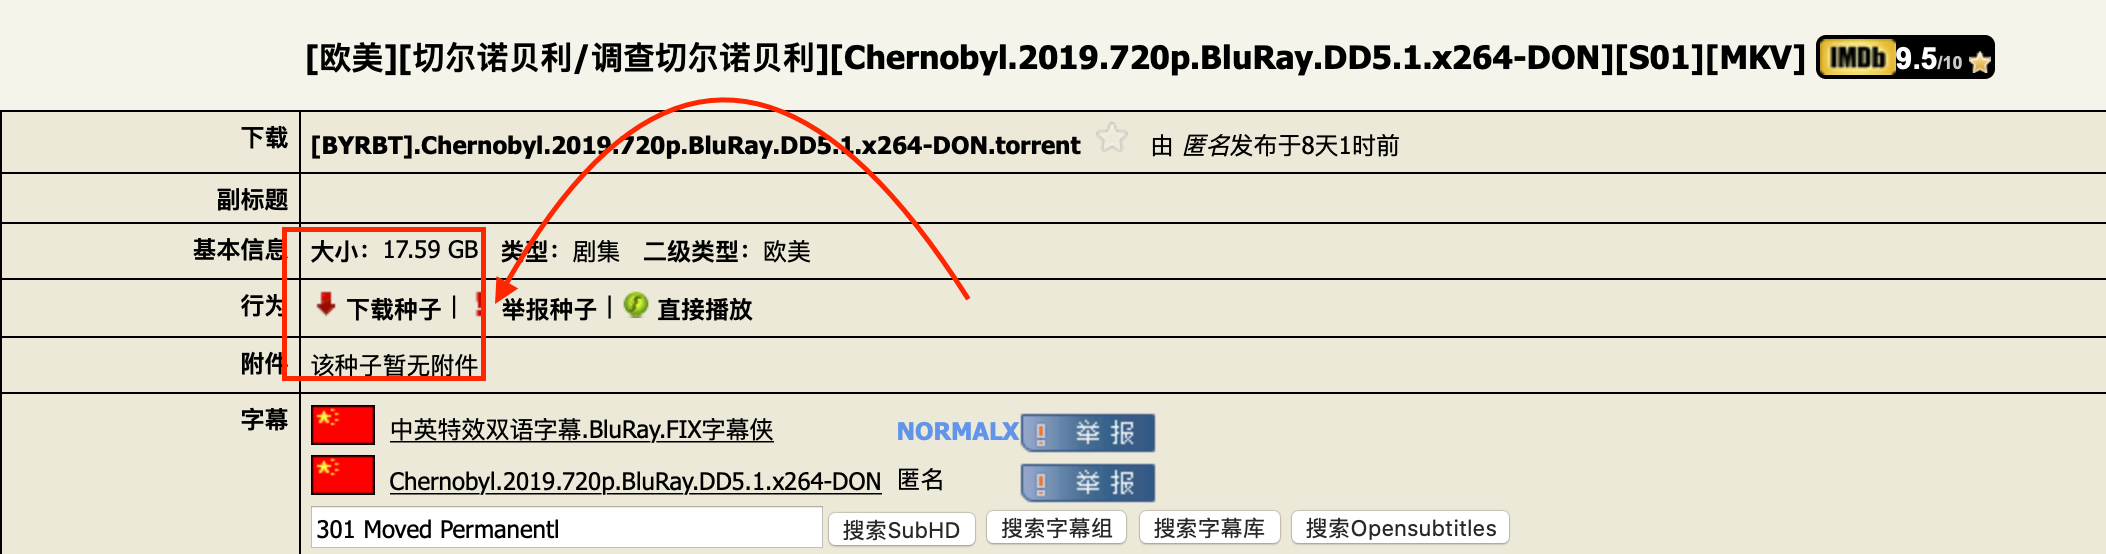 [欧美][切尔诺贝利/调查切尔诺贝利][Chernobyl.2019.720p.BluRay.DD5.1.x264-DON][S01][MKV] IMDb 9.5/10
下载 [BYRBT].Chernobyl.2019.720p.BluRay.DD5.1.x264-DON.torrent 由 匿名发布于8天1时前
副标题
基本信息 大小：17.59 GB 类型：剧集 二级类型：欧美
行为 下载种子 | 举报种子 | 直接播放
附件 该种子暂无附件
字幕 中英特效双语字幕.BluRay.FIX字幕侠 NORMALX ! 举 报
Chernobyl.2019.720p.BluRay.DD5.1.x264-DON 匿名 ! 举 报
301 Moved Permanentl 搜索SubHD 搜索字幕组 搜索字幕库 搜索Opensubtitles